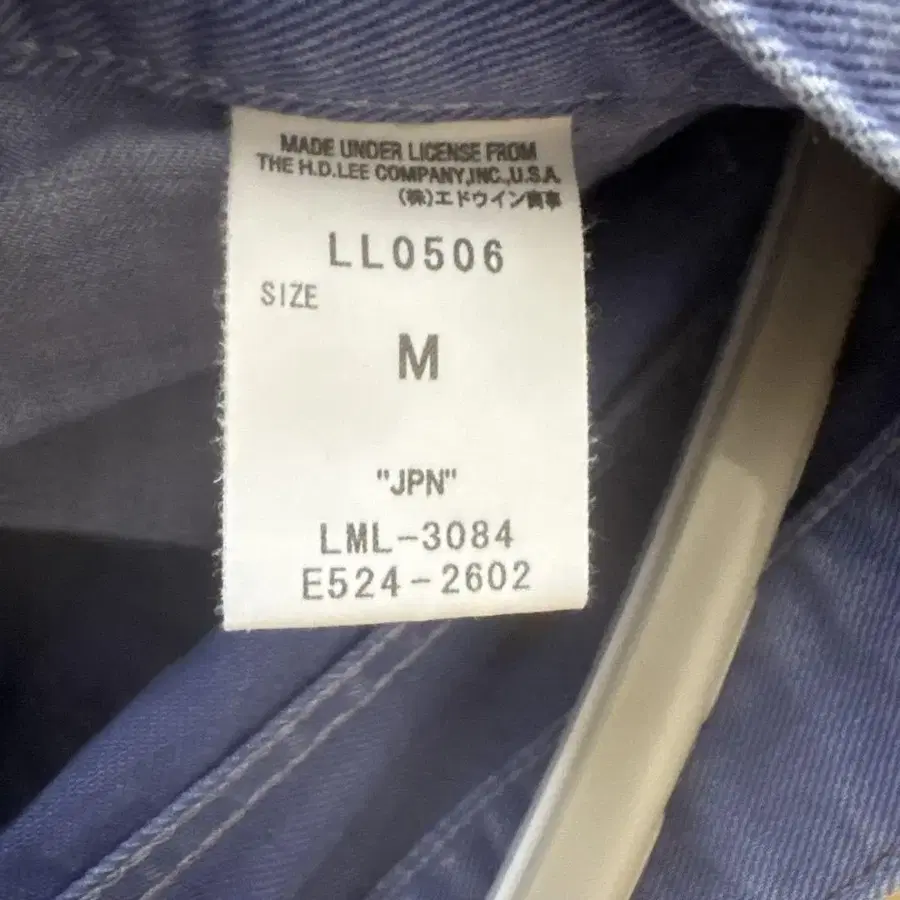 MADE UNDER LICENSE FROM
THE H.D.LEE COMPANY,INC.,U.S.A.
(株)エドウイン商事
LL0506
SIZE
M
"JPN"
LML-3084
E524-2602